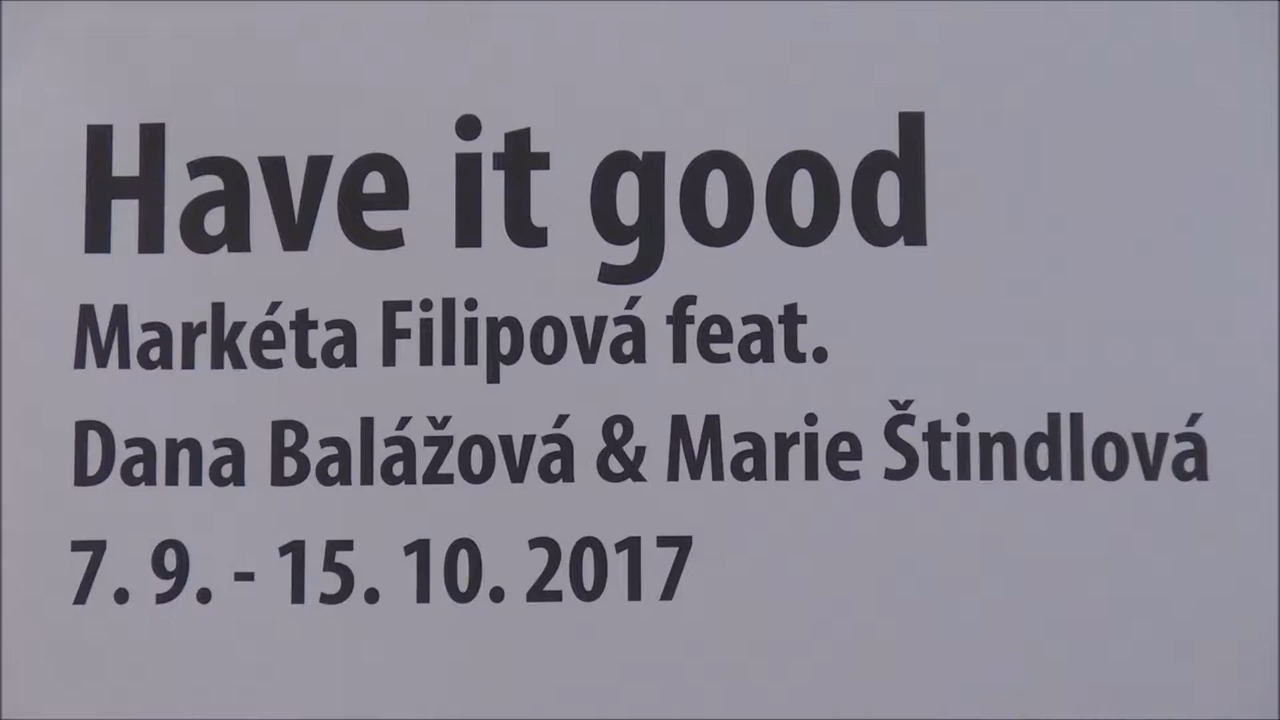 Have it good
Markéta Filipová feat.
Dana Balážová & Marie Štindlová
7. 9. - 15. 10. 2017